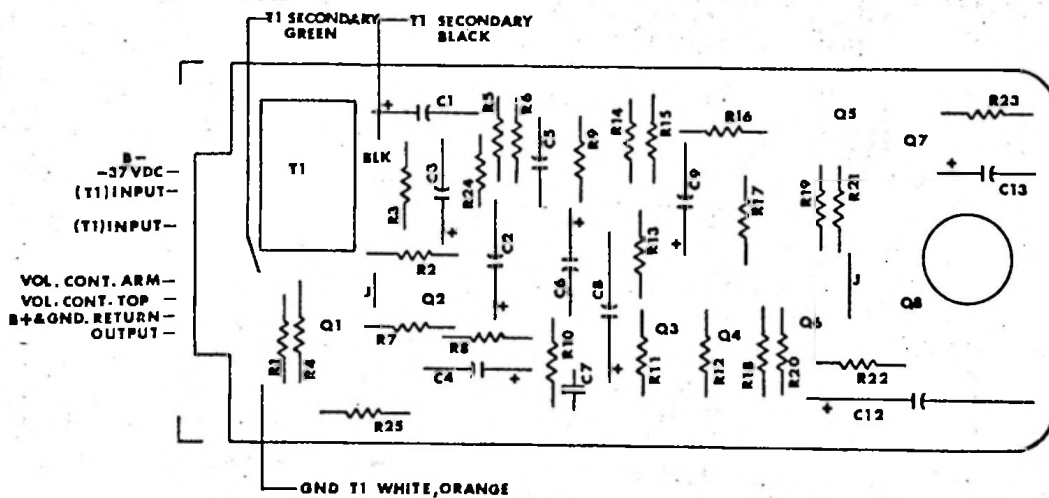 T1 SECONDARY
GREEN
T1 SECONDARY
BLACK
B-
-37VDC-
(T1)INPUT-
(T1)INPUT-
VOL. CONT. ARM-
VOL. CONT. TOP-
B+&GND. RETURN-
OUTPUT-
T1
BLK
+
C1
R5
R6
C5
R9
R14
R15
R16
Q5
Q7
R23
R3
C3
+
R24
C2
+
+
C6
C8
+
R13
C9
+
R17
R19
R21
+
C13
R2
J
Q2
J
Q8
R1
R4
Q1
R7
R8
C4
+
R10
C7
R11
Q3
R12
Q4
R18
R20
Q6
R22
+
C12
R25
GND T1 WHITE,ORANGE